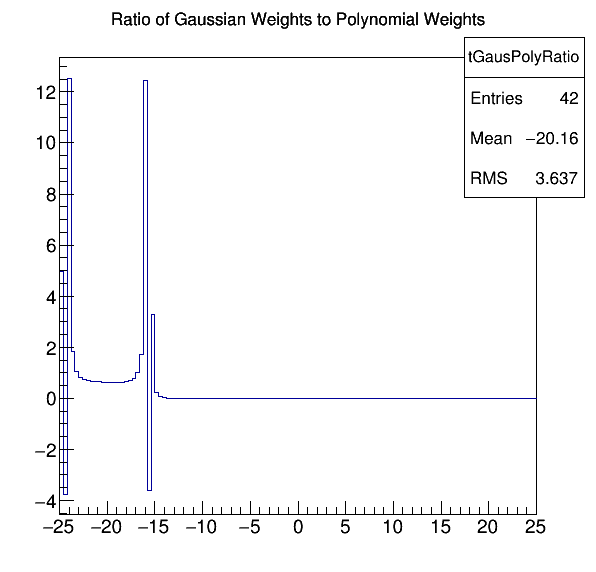 Ratio of Gaussian Weights to Polynomial Weights
tGausPolyRatio
Entries 42
Mean −20.16
RMS 3.637
12
10
8
6
4
2
0
−2
−4
−25 −20 −15 −10 −5 0 5 10 15 20 25